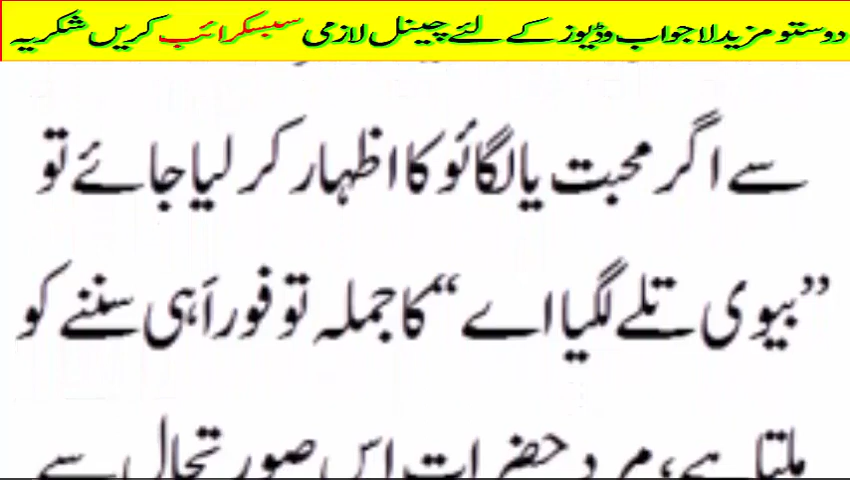 دوستو مزید لاجواب وڈیوز کے لئے چینل لازمی سبسکرائب کریں شکریہ
سے اگر محبت یا لگائو کا اظہار کر لیا جائے تو
”بیوی تلے لگیا اے“ کا جملہ تو فوراً ہی سننے کو
ملتا ہے، مرد حضرات اس صورتحال سے